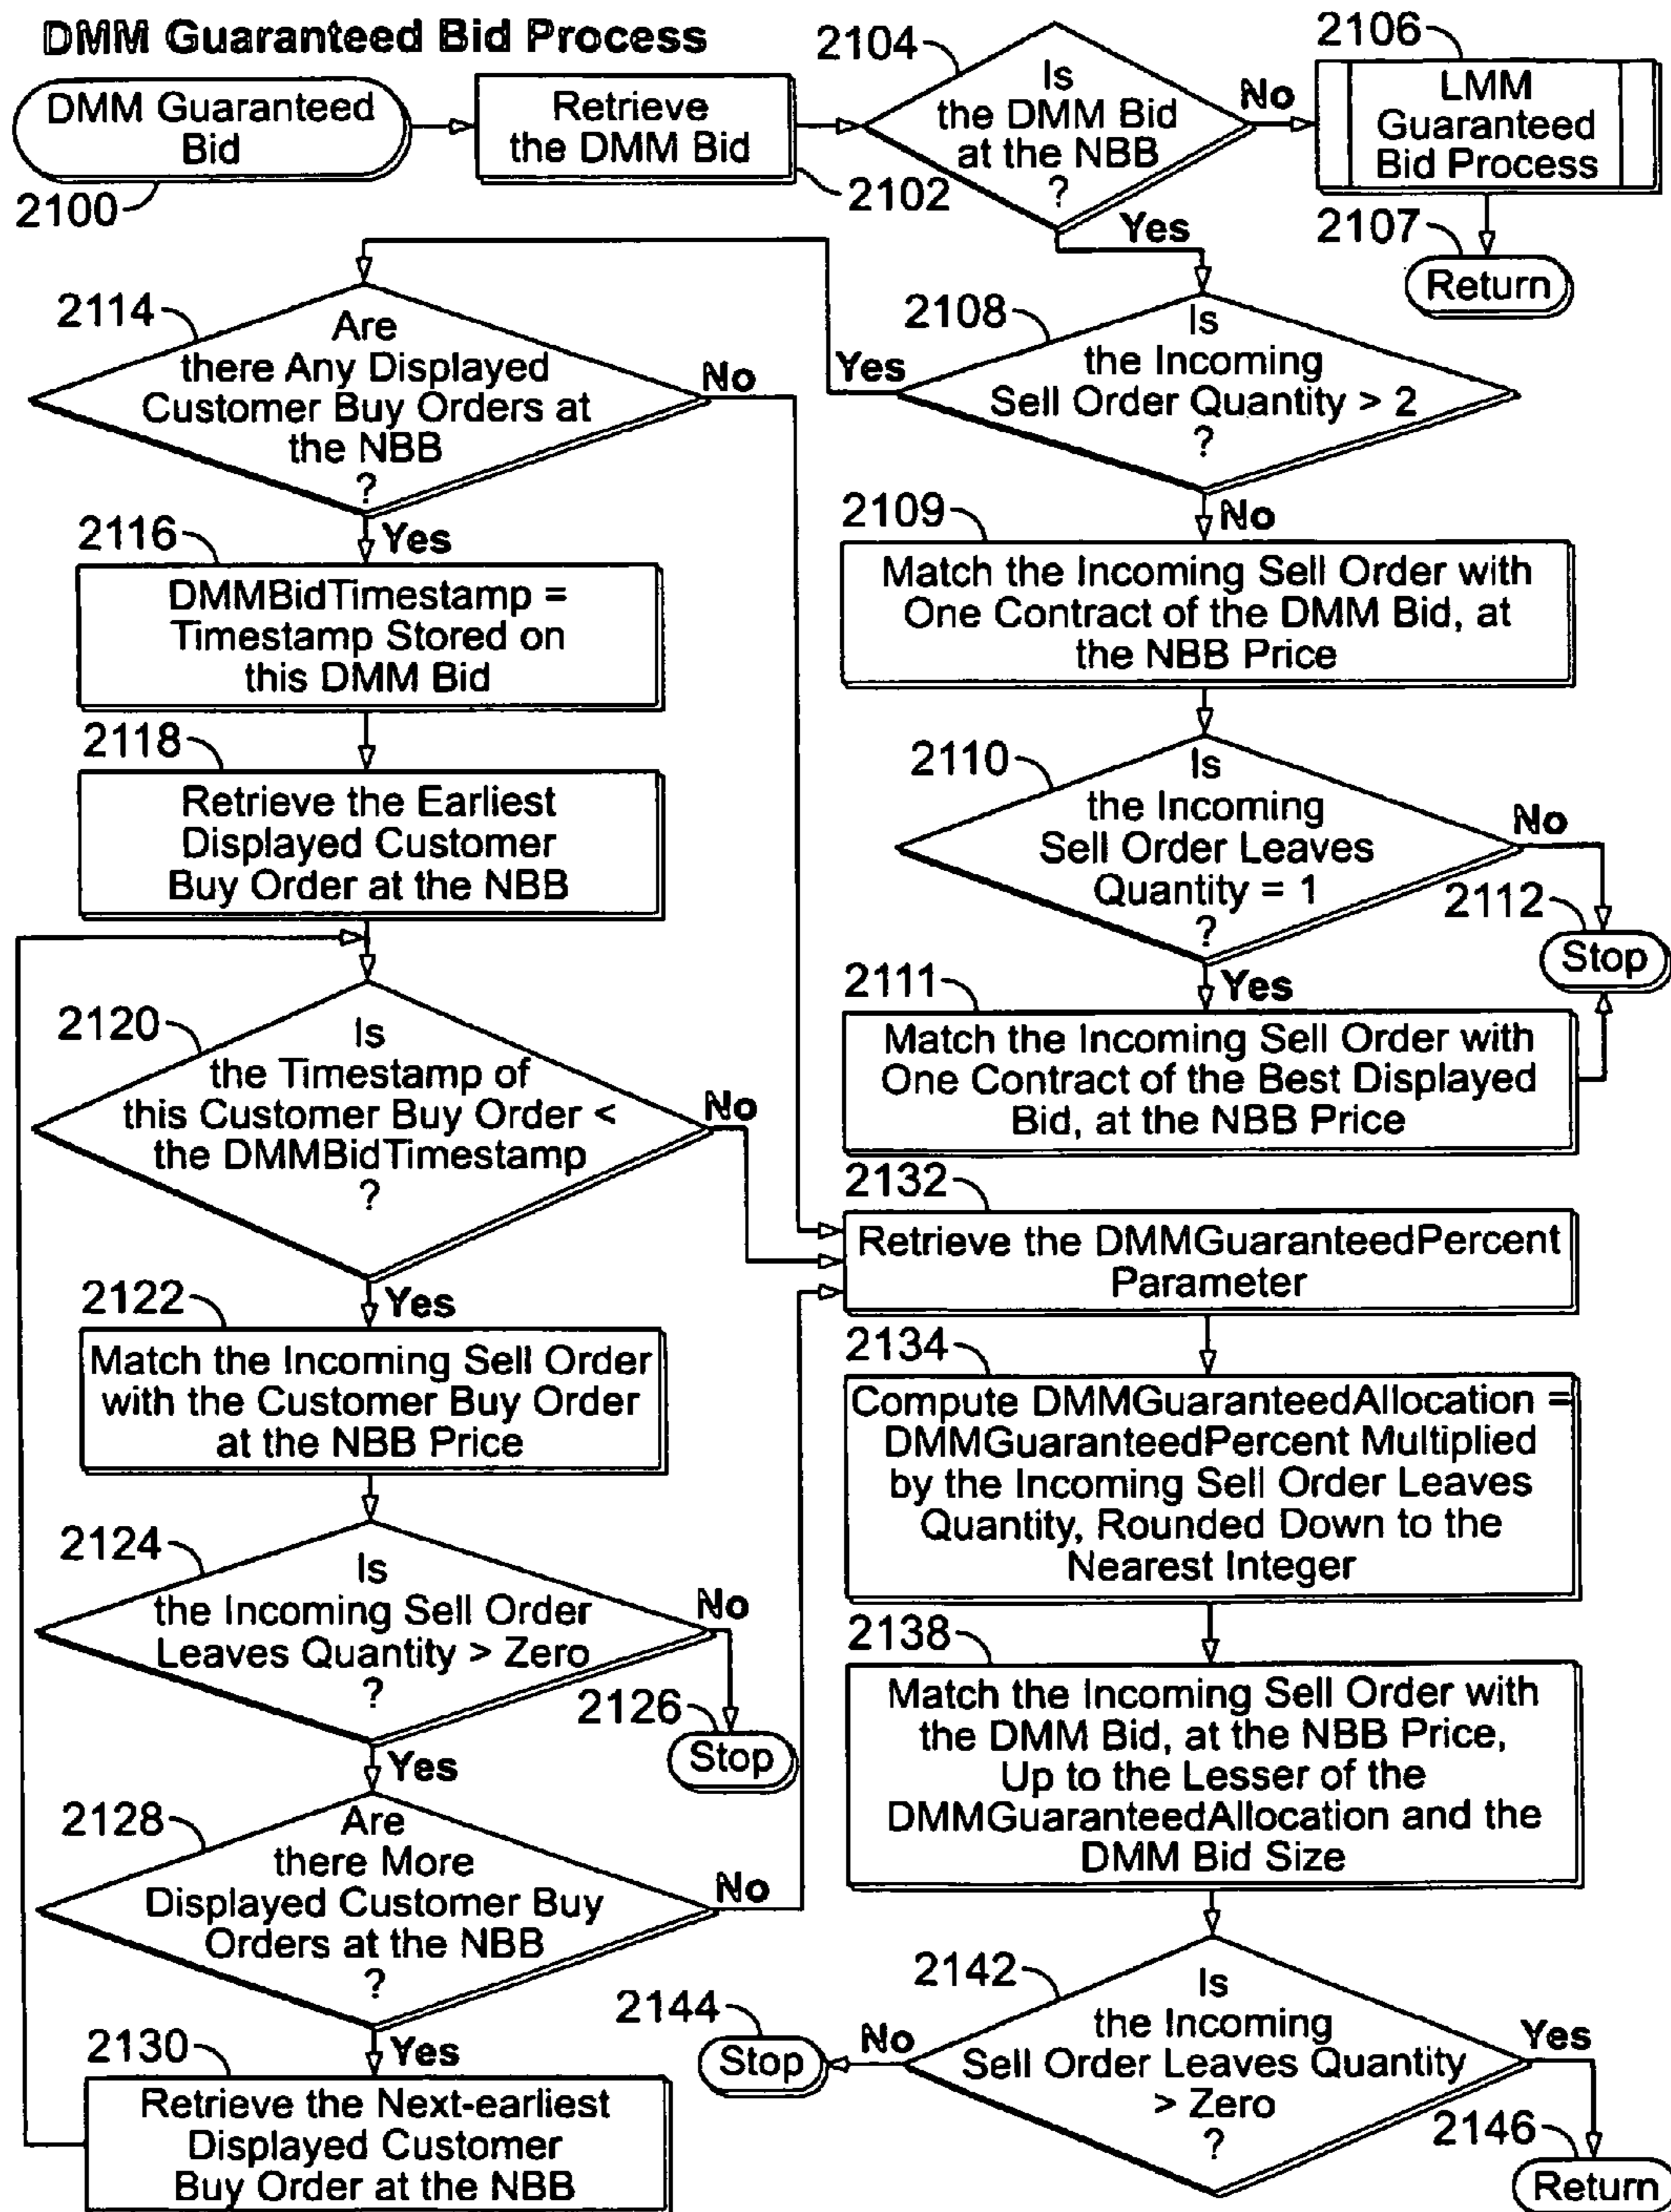 DMM Guaranteed Bid Process
2100
DMM Guaranteed
Bid
2102
Retrieve
the DMM Bid
2104
Is
the DMM Bid
at the NBB
?
No
Yes
2106
LMM
Guaranteed
Bid Process
2107
Return
2108
Is
the Incoming
Sell Order Quantity > 2
?
Yes
No
2109
Match the Incoming Sell Order with
One Contract of the DMM Bid, at
the NBB Price
2110
Is
the Incoming
Sell Order Leaves
Quantity = 1
?
No
Yes
2112
Stop
2111
Match the Incoming Sell Order with
One Contract of the Best Displayed
Bid, at the NBB Price
2114
Are
there Any Displayed
Customer Buy Orders at
the NBB
?
No
Yes
2116
DMMBidTimestamp =
Timestamp Stored on
this DMM Bid
2118
Retrieve the Earliest
Displayed Customer
Buy Order at the NBB
2120
Is
the Timestamp of
this Customer Buy Order <
the DMMBidTimestamp
?
No
Yes
2122
Match the Incoming Sell Order
with the Customer Buy Order
at the NBB Price
2124
Is
the Incoming Sell Order
Leaves Quantity > Zero
?
No
Yes
2126
Stop
2128
Are
there More
Displayed Customer Buy
Orders at the NBB
?
No
Yes
2130
Retrieve the Next-earliest
Displayed Customer
Buy Order at the NBB
2132
Retrieve the DMMGuaranteedPercent
Parameter
2134
Compute DMMGuaranteedAllocation =
DMMGuaranteedPercent Multiplied
by the Incoming Sell Order Leaves
Quantity, Rounded Down to the
Nearest Integer
2138
Match the Incoming Sell Order with
the DMM Bid, at the NBB Price,
Up to the Lesser of the
DMMGuaranteedAllocation and the
DMM Bid Size
2142
Is
the Incoming
Sell Order Leaves Quantity
> Zero
?
No
Yes
2144
Stop
2146
Return